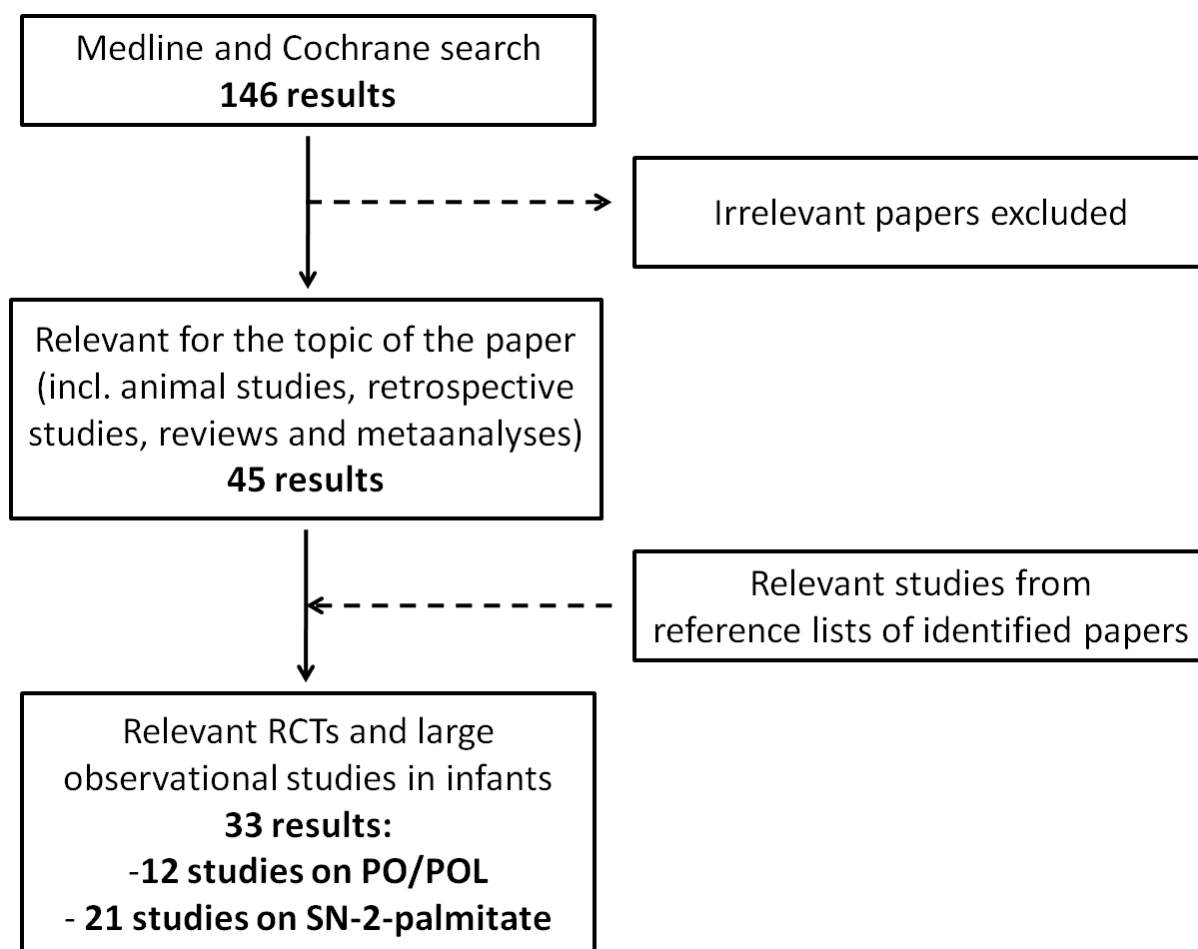 Medline and Cochrane search
146 results
Irrelevant papers excluded
Relevant for the topic of the paper
(incl. animal studies, retrospective
studies, reviews and metaanalyses)
45 results
Relevant studies from
reference lists of identified papers
Relevant RCTs and large
observational studies in infants
33 results:
-12 studies on PO/POL
- 21 studies on SN-2-palmitate